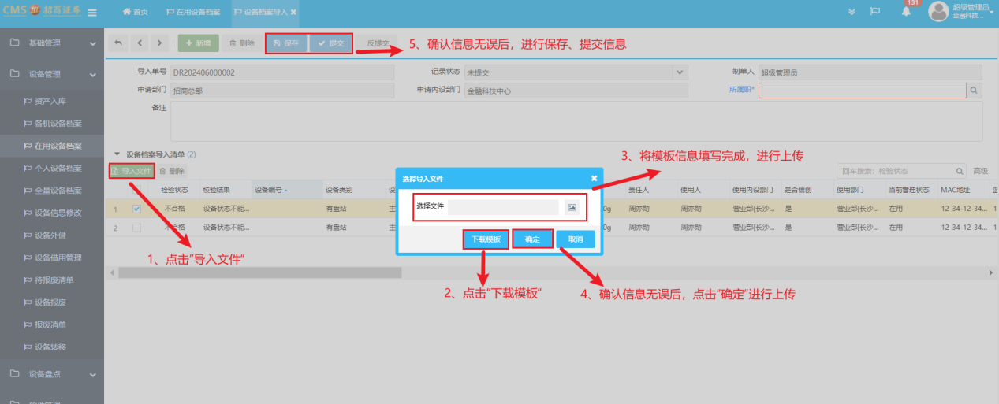 CMS 招商证券
首页
在用设备档案
设备档案导入
131
超级管理员
金融科技...
基础管理
设备管理
资产入库
备机设备档案
在用设备档案
个人设备档案
全量设备档案
设备信息修改
设备外借
设备借用管理
待报废清单
设备报废
报废清单
设备转移
设备盘点
新增 删除 保存 提交 反提交
5、确认信息无误后，进行保存、提交信息
导入单号 DR202406000002 记录状态 未提交 制单人 超级管理员
申请部门 招商总部 申请内设部门 金融科技中心 所属职*
备注
设备档案导入清单 (2)
3、将模板信息填写完成，进行上传
导入文件 删除 回车搜索：检验状态 高级
检验状态 校验结果 设备编号 设备类别 设 责任人 使用人 使用内设部门 是否信创 使用部门 当前管理状态 MAC地址
1 不合格 设备状态不能... 有盘站 主 0g 周亦勋 周亦勋 营业部[长沙... 是 营业部[长沙... 在用 12-34-12-34... 1
2 不合格 设备状态不能... 有盘站 主 0g 周亦勋 周亦勋 营业部[长沙... 是 营业部[长沙... 在用 12-34-12-34... 1
选择导入文件
选择文件
下载模板 确定 取消
1、点击"导入文件"
2、点击"下载模板"
4、确认信息无误后，点击"确定"进行上传